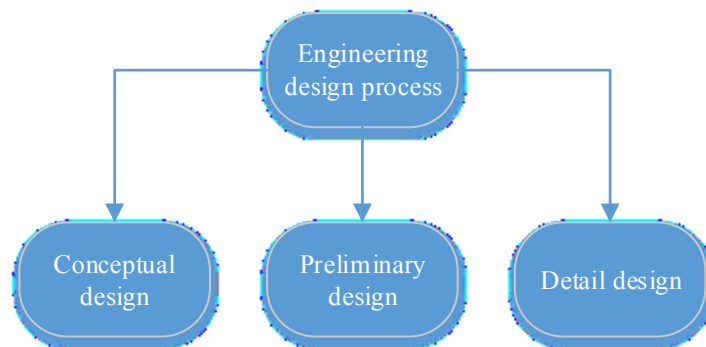 Engineering
design process
Conceptual
design
Preliminary
design
Detail design